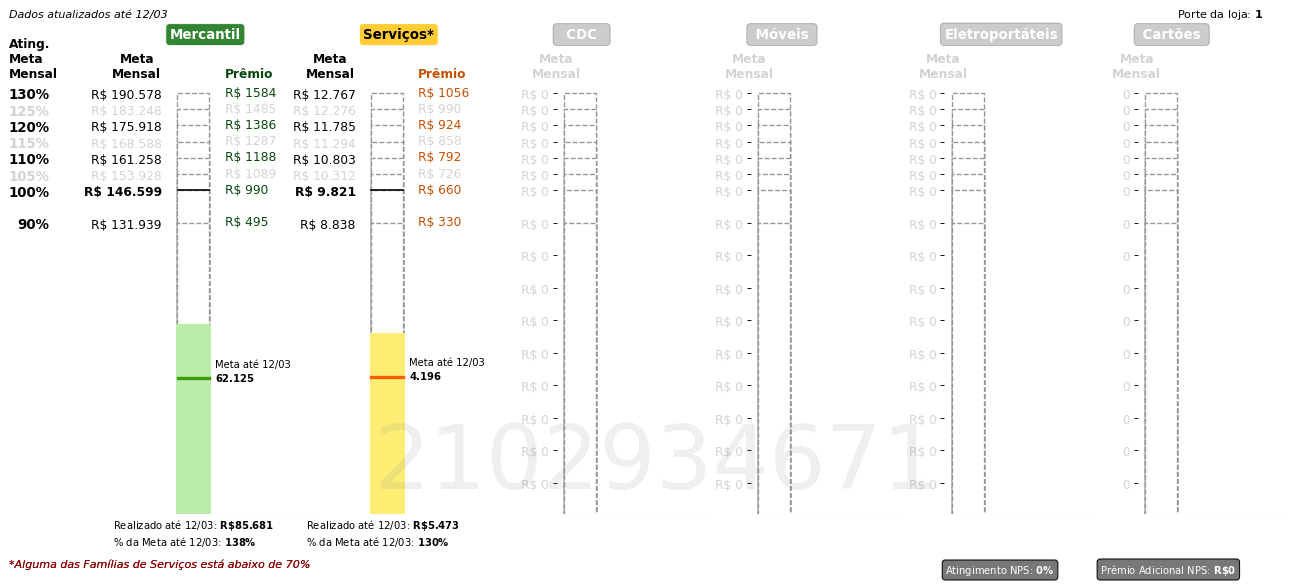 Dados atualizados até 12/03
Porte da loja: 1
Mercantil Serviços* CDC Móveis Eletroportáteis Cartões
Ating. Meta Mensal
Meta Mensal Prêmio Meta Mensal Prêmio Meta Mensal Meta Mensal Meta Mensal Meta Mensal
130% R$ 190.578 R$ 1584 R$ 12.767 R$ 1056 R$ 0 R$ 0 R$ 0 0
125% R$ 183.248 R$ 1485 R$ 12.276 R$ 990 R$ 0 R$ 0 R$ 0 0
120% R$ 175.918 R$ 1386 R$ 11.785 R$ 924 R$ 0 R$ 0 R$ 0 0
115% R$ 168.588 R$ 1287 R$ 11.294 R$ 858 R$ 0 R$ 0 R$ 0 0
110% R$ 161.258 R$ 1188 R$ 10.803 R$ 792 R$ 0 R$ 0 R$ 0 0
105% R$ 153.928 R$ 1089 R$ 10.312 R$ 726 R$ 0 R$ 0 R$ 0 0
100% R$ 146.599 R$ 990 R$ 9.821 R$ 660 R$ 0 R$ 0 R$ 0 0
90% R$ 131.939 R$ 495 R$ 8.838 R$ 330 R$ 0 R$ 0 R$ 0 0
R$ 0 R$ 0 R$ 0 0
R$ 0 R$ 0 R$ 0 0
R$ 0 R$ 0 R$ 0 0
R$ 0 R$ 0 R$ 0 0
Meta até 12/03 Meta até 12/03
62.125 4.196
R$ 0 R$ 0 R$ 0 0
R$ 0 R$ 0 R$ 0 0
R$ 0 R$ 0 R$ 0 0
2102934671
R$ 0 R$ 0 R$ 0 0
Realizado até 12/03: R$85.681 Realizado até 12/03: R$5.473
% da Meta até 12/03: 138% % da Meta até 12/03: 130%
*Alguma das Famílias de Serviços está abaixo de 70%
Atingimento NPS: 0% Prêmio Adicional NPS: R$0